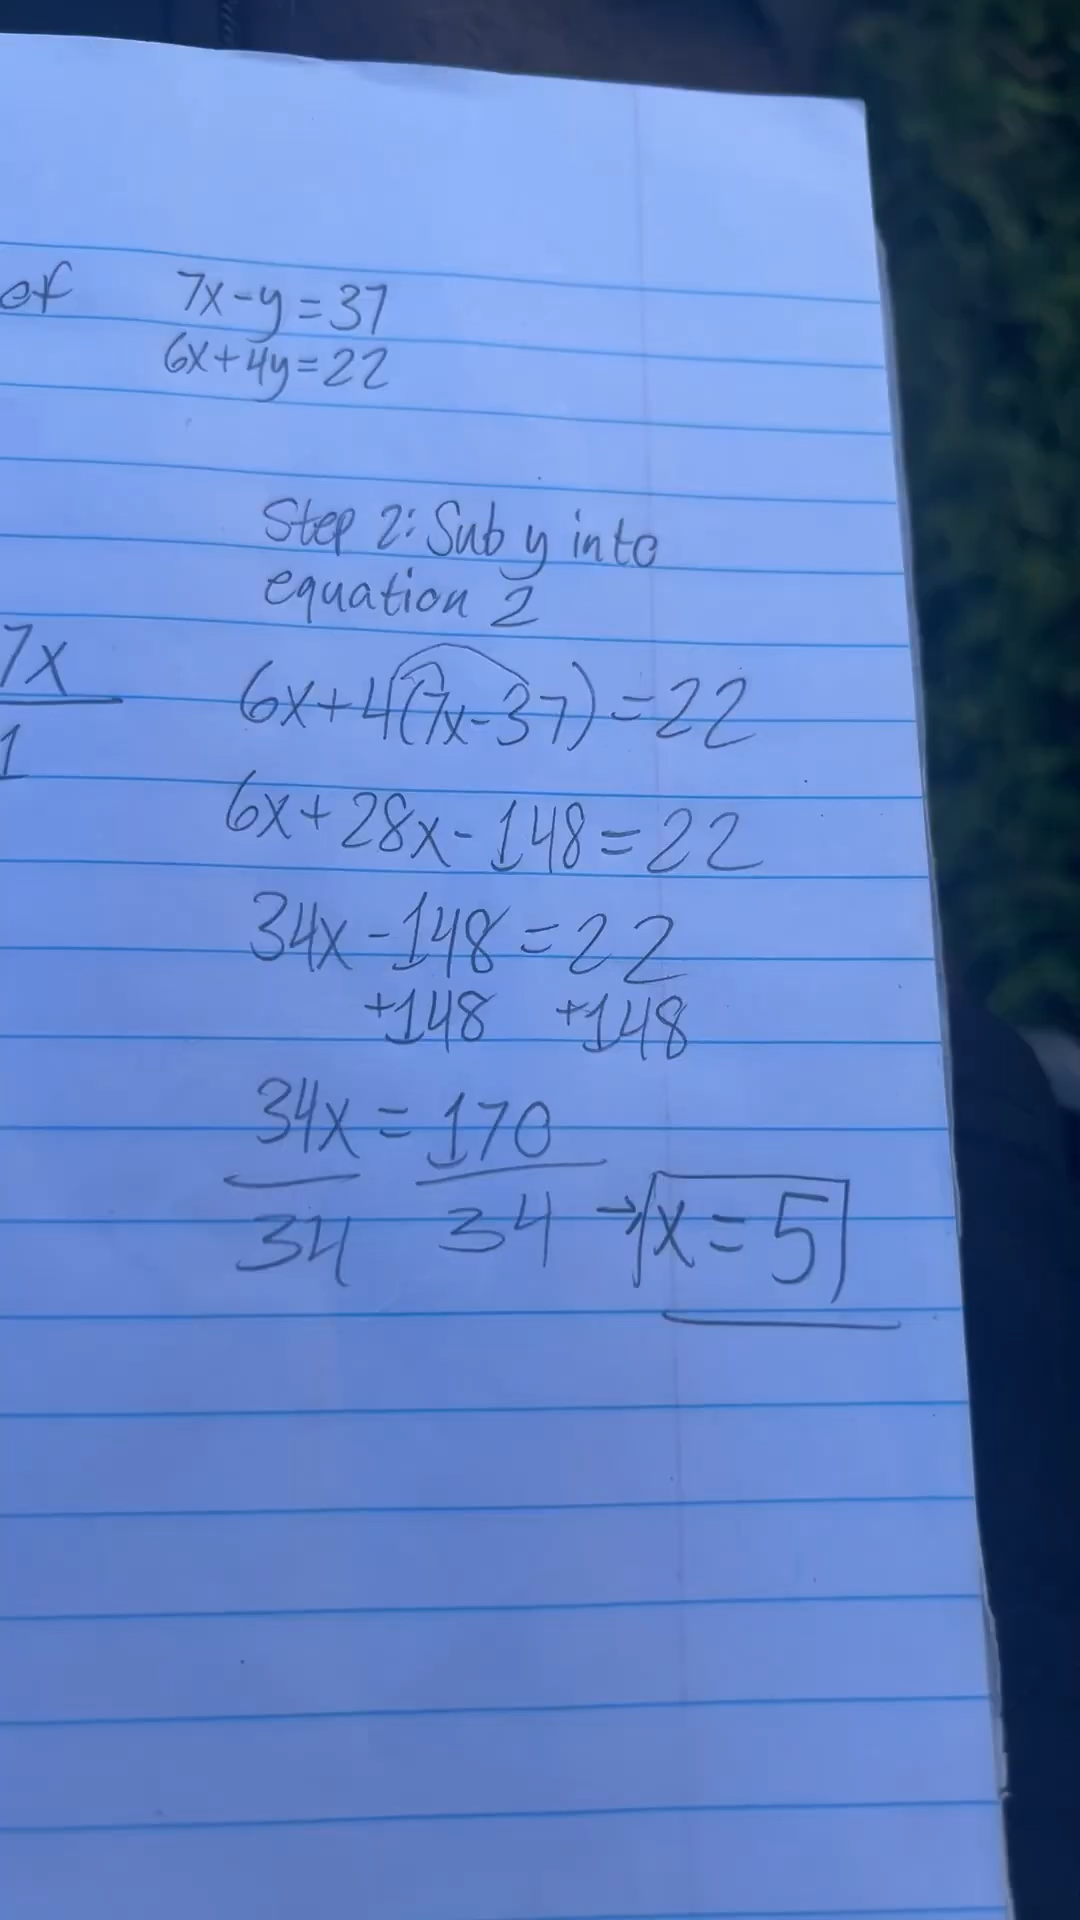 of 7x-y=37
6x+4y=22
Step 2: Sub y into
equation 2
7x
1
6x+4(7x-37)=22
6x+28x-148=22
34x-148=22
+148 +148
34x = 170
34 34 → x = 5